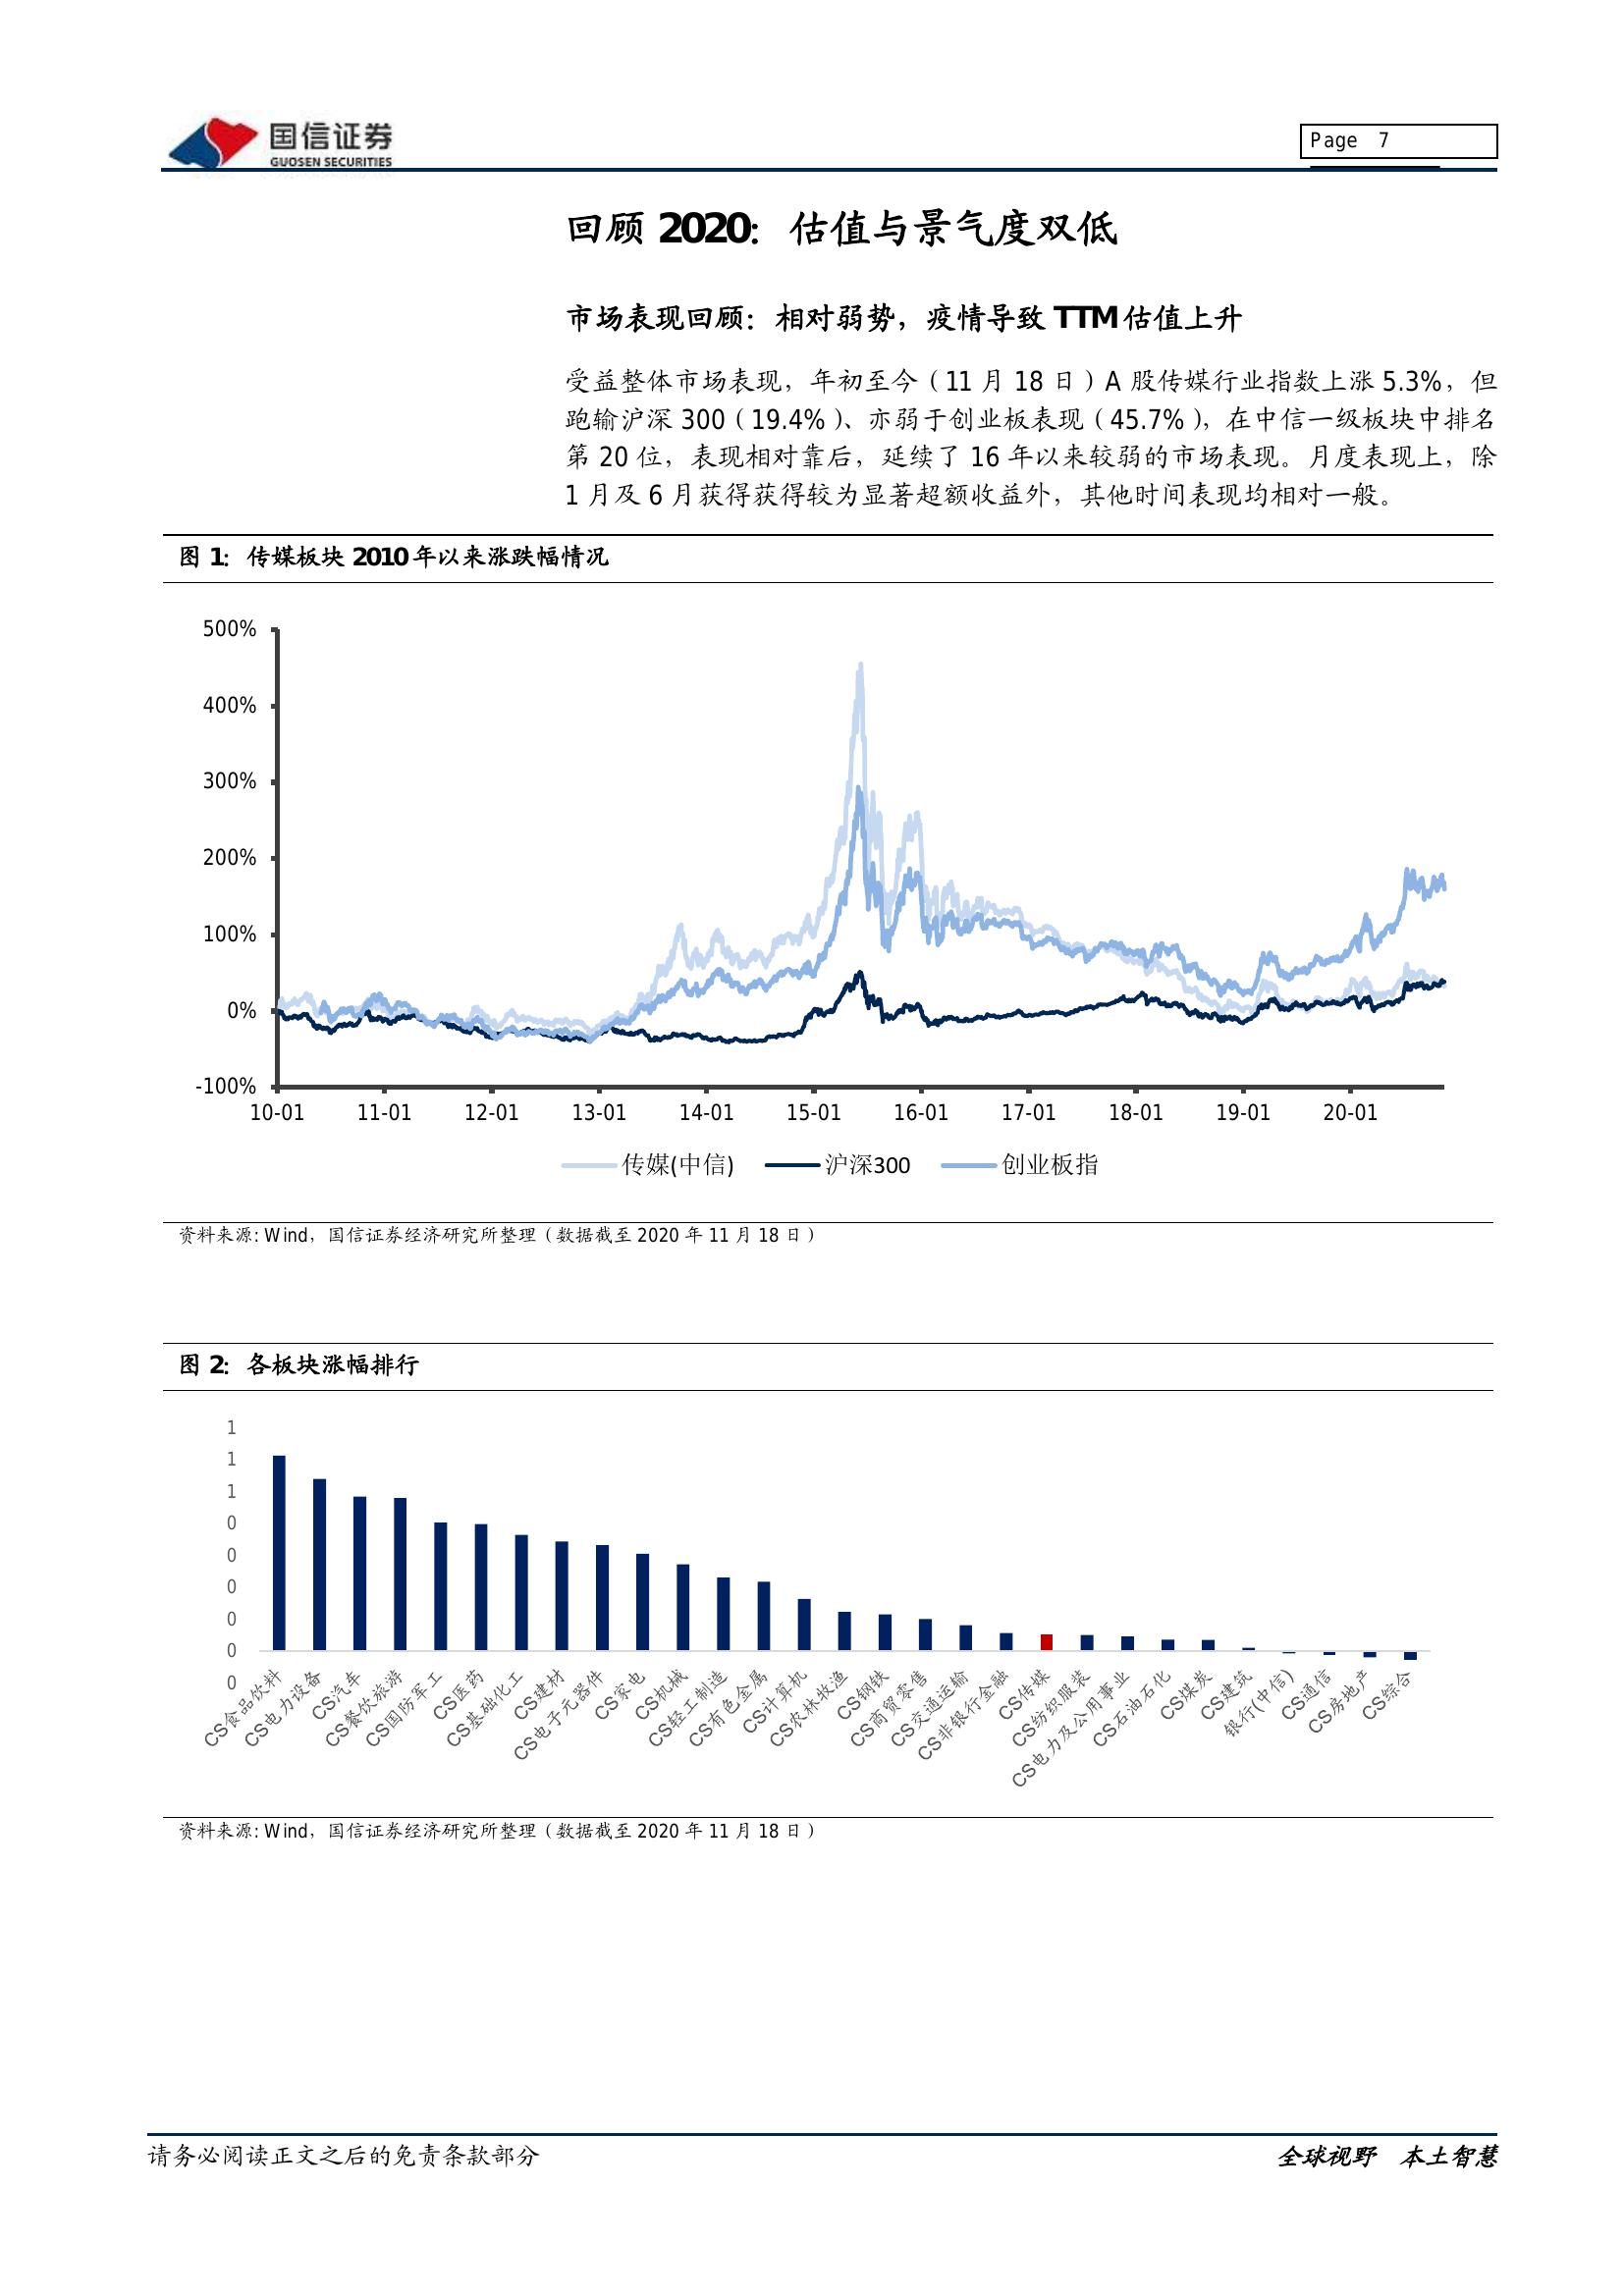 国信证券
GUOSEN SECURITIES
Page 7
回顾 2020：估值与景气度双低
市场表现回顾：相对弱势，疫情导致 TTM 估值上升
受益整体市场表现，年初至今（11 月 18 日）A 股传媒行业指数上涨 5.3%，但
跑输沪深 300（19.4%）、亦弱于创业板表现（45.7%），在中信一级板块中排名
第 20 位，表现相对靠后，延续了 16 年以来较弱的市场表现。月度表现上，除
1 月及 6 月获得获得较为显著超额收益外，其他时间表现均相对一般。
图 1：传媒板块 2010 年以来涨跌幅情况
500%
400%
300%
200%
100%
0%
-100%
10-01 11-01 12-01 13-01 14-01 15-01 16-01 17-01 18-01 19-01 20-01
传媒(中信) 沪深300 创业板指
资料来源: Wind，国信证券经济研究所整理（数据截至 2020 年 11 月 18 日）
图 2：各板块涨幅排行
1
1
1
0
0
0
0
0
0
CS食品饮料
CS电力设备
CS汽车
CS餐饮旅游
CS国防军工
CS医药
CS基础化工
CS建材
CS电子元器件
CS家电
CS机械
CS轻工制造
CS有色金属
CS计算机
CS农林牧渔
CS钢铁
CS商贸零售
CS交通运输
CS非银行金融
CS传媒
CS纺织服装
CS电力及公用事业
CS石油石化
CS煤炭
CS建筑
银行(中信)
CS通信
CS房地产
CS综合
资料来源: Wind，国信证券经济研究所整理（数据截至 2020 年 11 月 18 日）
请务必阅读正文之后的免责条款部分
全球视野 本土智慧